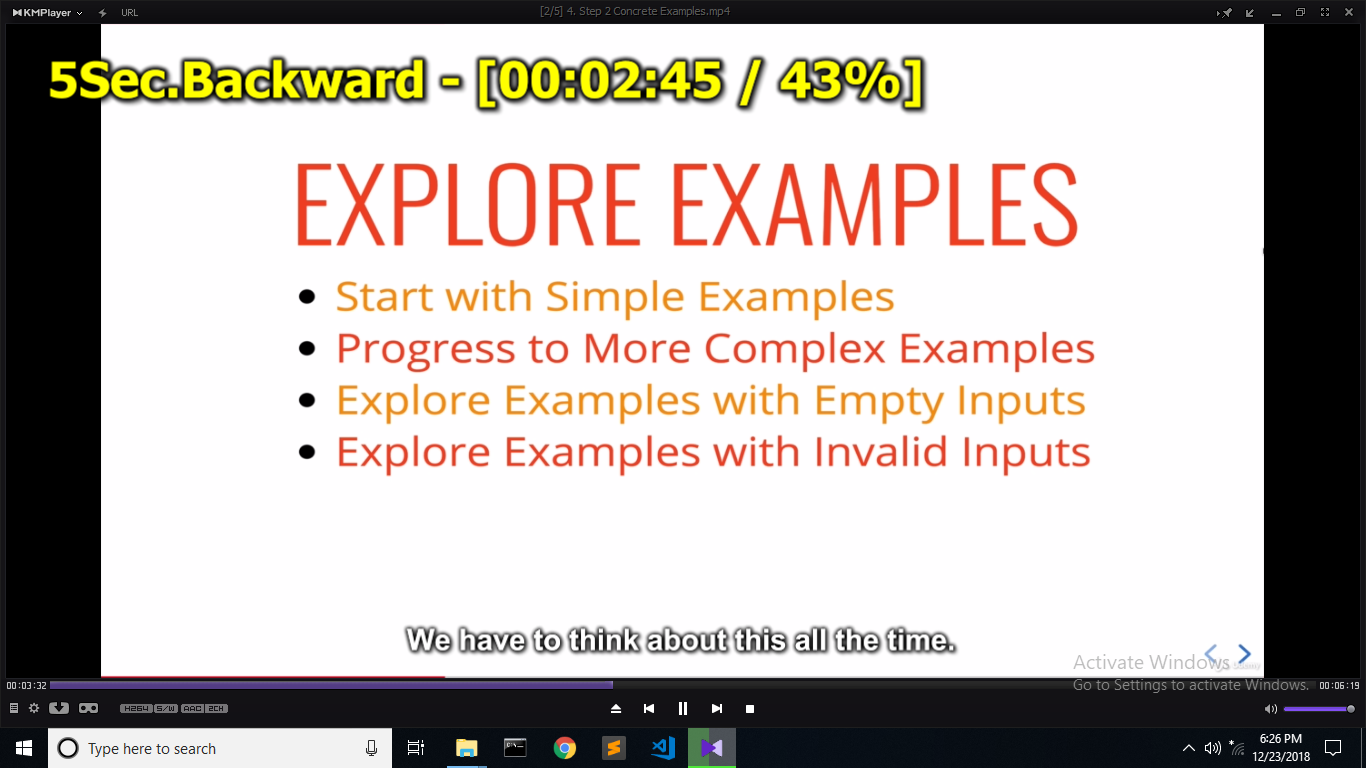 KMPlayer URL [2/5] 4. Step 2 Concrete Examples.mp4
5Sec.Backward - [00:02:45 / 43%]
EXPLORE EXAMPLES
Start with Simple Examples
Progress to More Complex Examples
Explore Examples with Empty Inputs
Explore Examples with Invalid Inputs
We have to think about this all the time.
Activate Windows
Go to Settings to activate Windows.
00:03:32 00:06:19
H264 S/W AAC 2CH
Type here to search
6:26 PM
12/23/2018